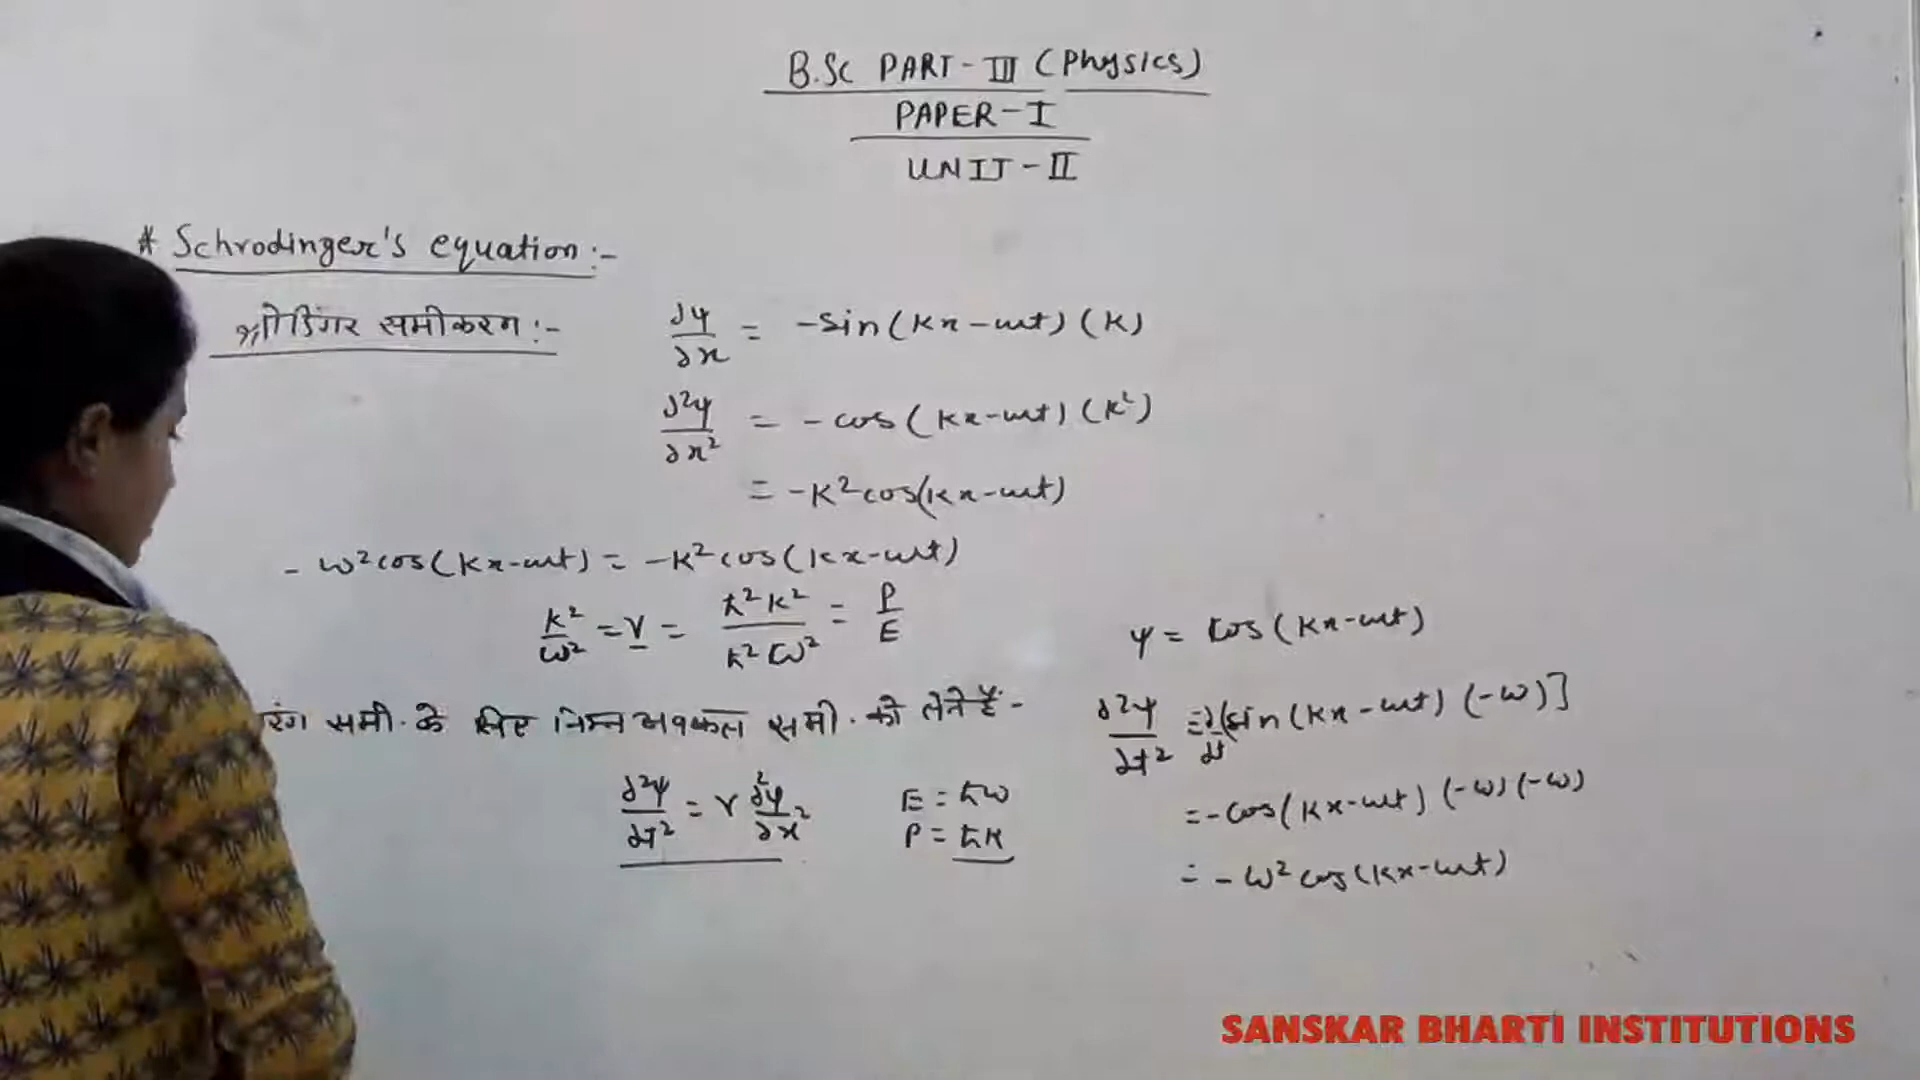 B.Sc PART-III (Physics)
PAPER-I
UNIT-II
* Schrodinger's equation:-
श्रोडिंगर समीकरण:-
∂ψ/∂x = -sin(kx-ωt)(k)
∂²ψ/∂x² = -cos(kx-ωt)(k²)
= -k²cos(kx-ωt)
-ω²cos(kx-ωt) = -k²cos(kx-ωt)
k²/ω² = γ = ℏ²k²/ℏ²ω² = P/E
रंग समी. के लिए निम्न अवकल समी. को लेते हैं-
∂²ψ/∂t² = γ ∂²ψ/∂x²
E = ℏω
P = ℏk
ψ = cos(kx-ωt)
∂²ψ/∂t² = ∂/∂t[sin(kx-ωt)(-ω)]
= -cos(kx-ωt)(-ω)(-ω)
= -ω²cos(kx-ωt)
SANSKAR BHARTI INSTITUTIONS